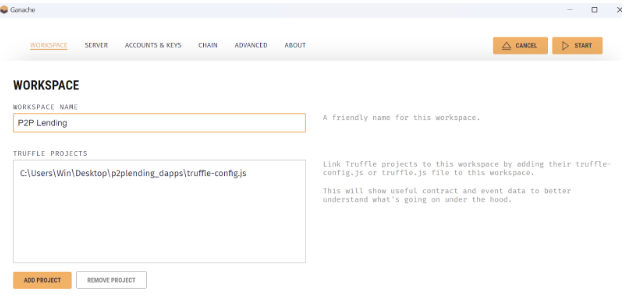 Ganache
WORKSPACE SERVER ACCOUNTS & KEYS CHAIN ADVANCED ABOUT CANCEL START
WORKSPACE
WORKSPACE NAME
P2P Lending
A friendly name for this workspace.
TRUFFLE PROJECTS
C:\Users\Win\Desktop\p2plending_dapps\truffle-config.js
Link Truffle projects to this workspace by adding their truffle-
config.js or truffle.js file to this workspace.
This will show useful contract and event data to better
understand what's going on under the hood.
ADD PROJECT REMOVE PROJECT